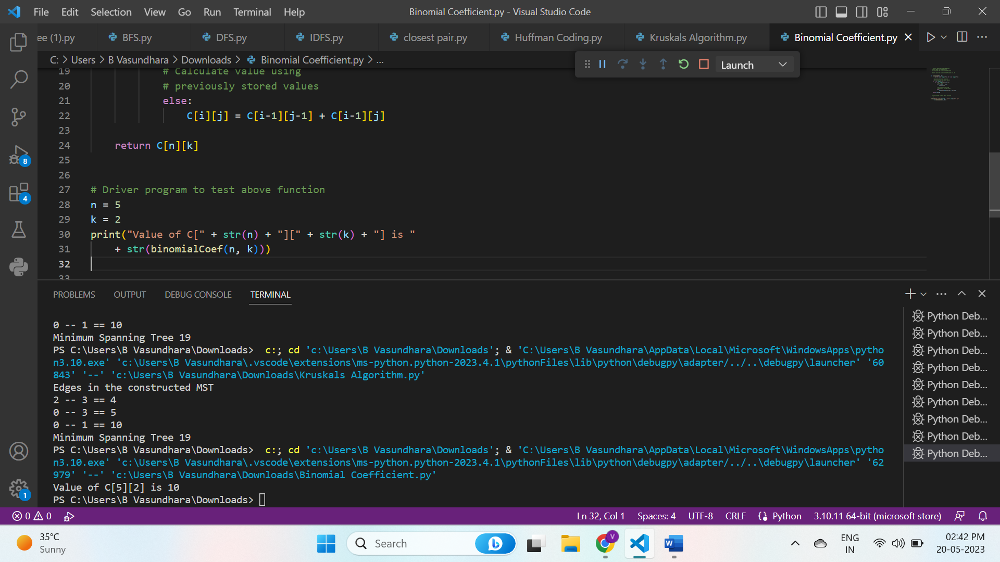 File Edit Selection View Go Run Terminal Help
Binomial Coefficient.py - Visual Studio Code
ee (1).py BFS.py DFS.py IDFS.py closest pair.py Huffman Coding.py Kruskals Algorithm.py Binomial Coefficient.py
C: > Users > B Vasundhara > Downloads > Binomial Coefficient.py > ...
Launch
19 # Calculate value using
20 # previously stored values
21 else:
22 C[i][j] = C[i-1][j-1] + C[i-1][j]
23
24 return C[n][k]
25
26
27 # Driver program to test above function
28 n = 5
29 k = 2
30 print("Value of C[" + str(n) + "][" + str(k) + "] is "
31 + str(binomialCoef(n, k)))
32
33
8
4
1
PROBLEMS OUTPUT DEBUG CONSOLE TERMINAL
0 -- 1 == 10
Minimum Spanning Tree 19
PS C:\Users\B Vasundhara\Downloads>  c:; cd 'c:\Users\B Vasundhara\Downloads'; & 'C:\Users\B Vasundhara\AppData\Local\Microsoft\WindowsApps\pytho
n3.10.exe' 'c:\Users\B Vasundhara\.vscode\extensions\ms-python.python-2023.4.1\pythonFiles\lib\python\debugpy\adapter/../..\debugpy\launcher' '60
843' '--' 'c:\Users\B Vasundhara\Downloads\Kruskals Algorithm.py'
Edges in the constructed MST
2 -- 3 == 4
0 -- 3 == 5
0 -- 1 == 10
Minimum Spanning Tree 19
PS C:\Users\B Vasundhara\Downloads>  c:; cd 'c:\Users\B Vasundhara\Downloads'; & 'C:\Users\B Vasundhara\AppData\Local\Microsoft\WindowsApps\pytho
n3.10.exe' 'c:\Users\B Vasundhara\.vscode\extensions\ms-python.python-2023.4.1\pythonFiles\lib\python\debugpy\adapter/../..\debugpy\launcher' '62
979' '--' 'c:\Users\B Vasundhara\Downloads\Binomial Coefficient.py'
Value of C[5][2] is 10
PS C:\Users\B Vasundhara\Downloads>
Python Deb...
Python Deb...
Python Deb...
Python Deb...
Python Deb...
Python Deb...
Python Deb...
Python Deb...
Python Deb...
0 0 Ln 32, Col 1 Spaces: 4 UTF-8 CRLF Python 3.10.11 64-bit (microsoft store)
35°C
Sunny
Search
V
W
ENG
IN
02:42 PM
20-05-2023